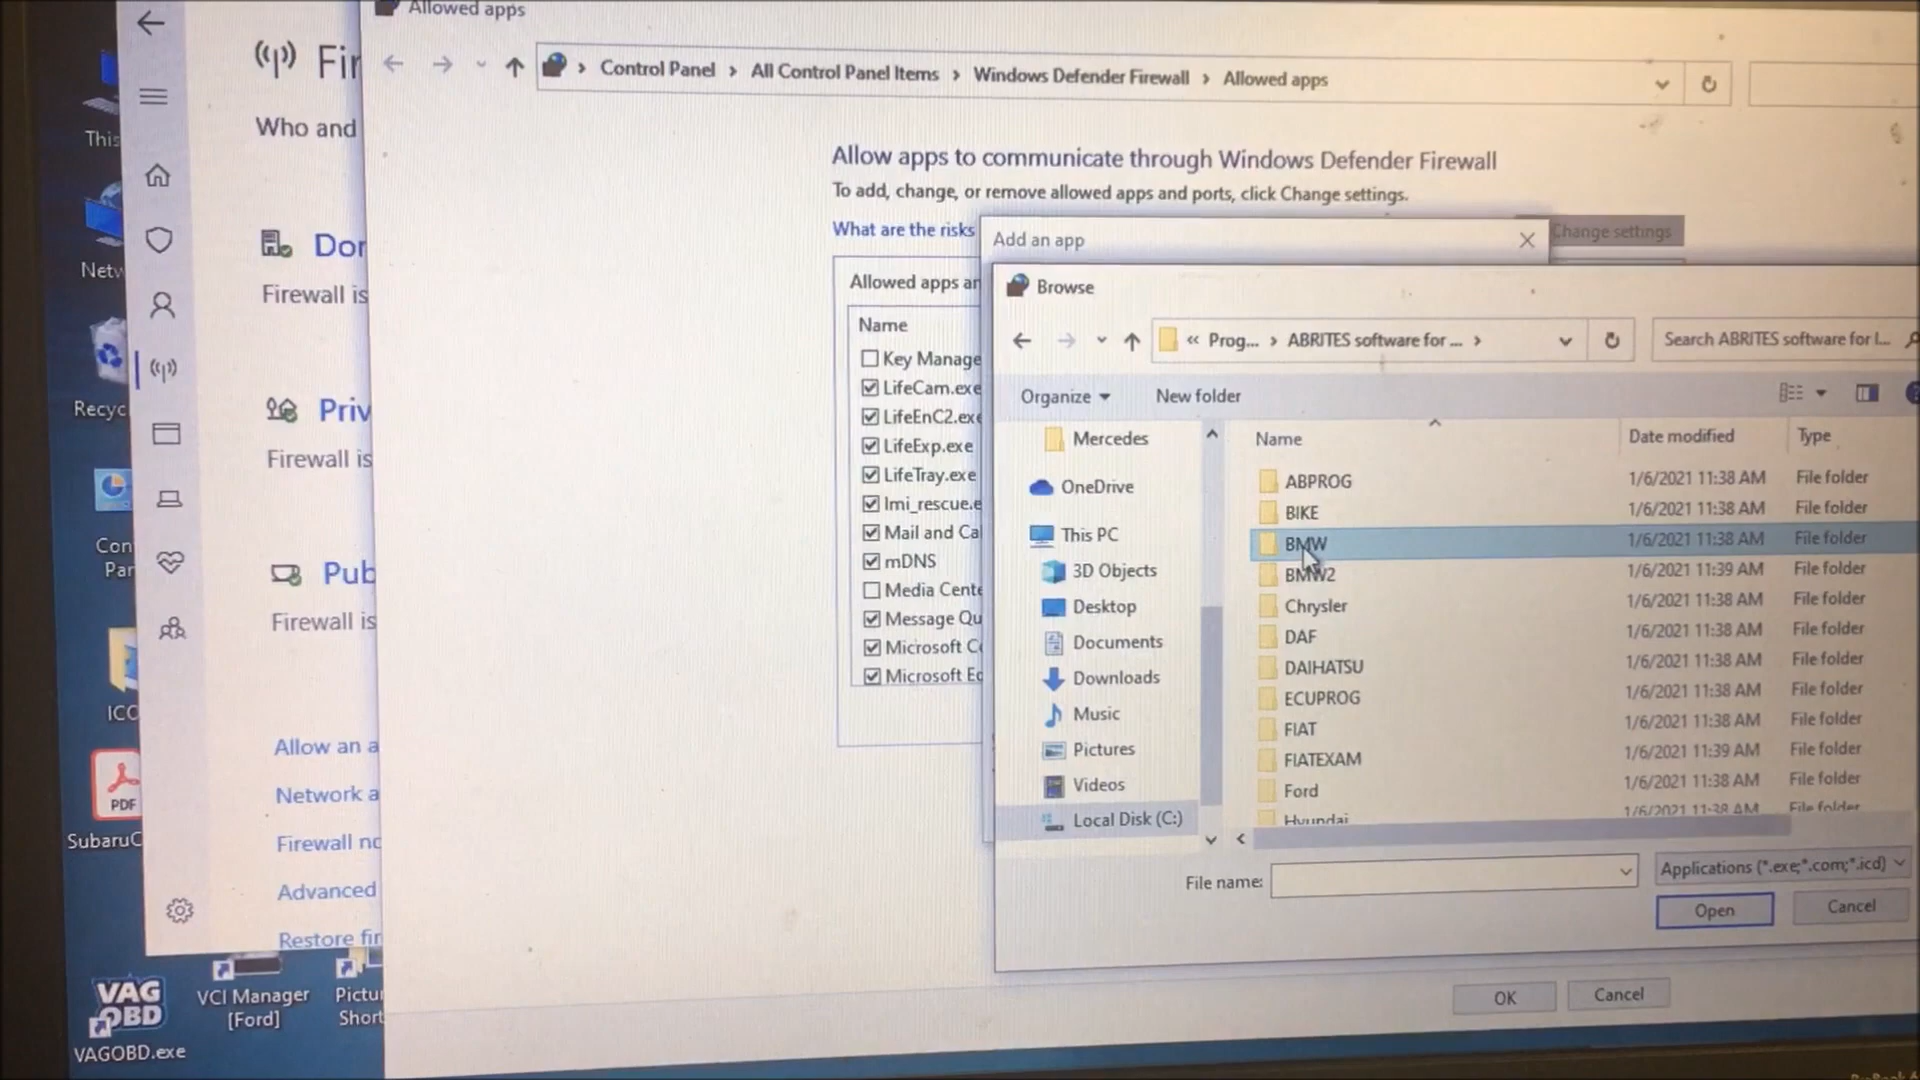 Allowed apps
Control Panel > All Control Panel Items > Windows Defender Firewall > Allowed apps
Allow apps to communicate through Windows Defender Firewall
To add, change, or remove allowed apps and ports, click Change settings.
What are the risks
Change settings
Allowed apps
Name
Key Manage
LifeCam.exe
LifeEnC2.exe
LifeExp.exe
LifeTray.exe
lmi_rescue.e
Mail and Ca
mDNS
Media Cente
Message Qu
Microsoft
Microsoft
Add an app
Browse
« Prog... > ABRITES software for ... >
Search ABRITES software for I...
Organize
New folder
Mercedes
OneDrive
This PC
3D Objects
Desktop
Documents
Downloads
Music
Pictures
Videos
Local Disk (C:)
Name Date modified Type
ABPROG 1/6/2021 11:38 AM File folder
BIKE 1/6/2021 11:38 AM File folder
BMW 1/6/2021 11:38 AM File folder
BMW2 1/6/2021 11:39 AM File folder
Chrysler 1/6/2021 11:38 AM File folder
DAF 1/6/2021 11:38 AM File folder
DAIHATSU 1/6/2021 11:38 AM File folder
ECUPROG 1/6/2021 11:38 AM File folder
FIAT 1/6/2021 11:38 AM File folder
FIATEXAM 1/6/2021 11:39 AM File folder
Ford 1/6/2021 11:38 AM File folder
Hyundai 1/6/2021 11:38 AM File folder
File name:
Applications (*.exe;*.com;*.icd)
Open
Cancel
OK
Cancel
Fir
Who and
Dor
Firewall is
Priv
Firewall is
Pub
Firewall is
Allow an a
Network a
Firewall no
Advanced
Restore fir
This
Netw
Recyc
Con
Par
ICO
PDF
SubaruC
VAG
OBD
VAGOBD.exe
VCI Manager
[Ford]
Pictu
Short